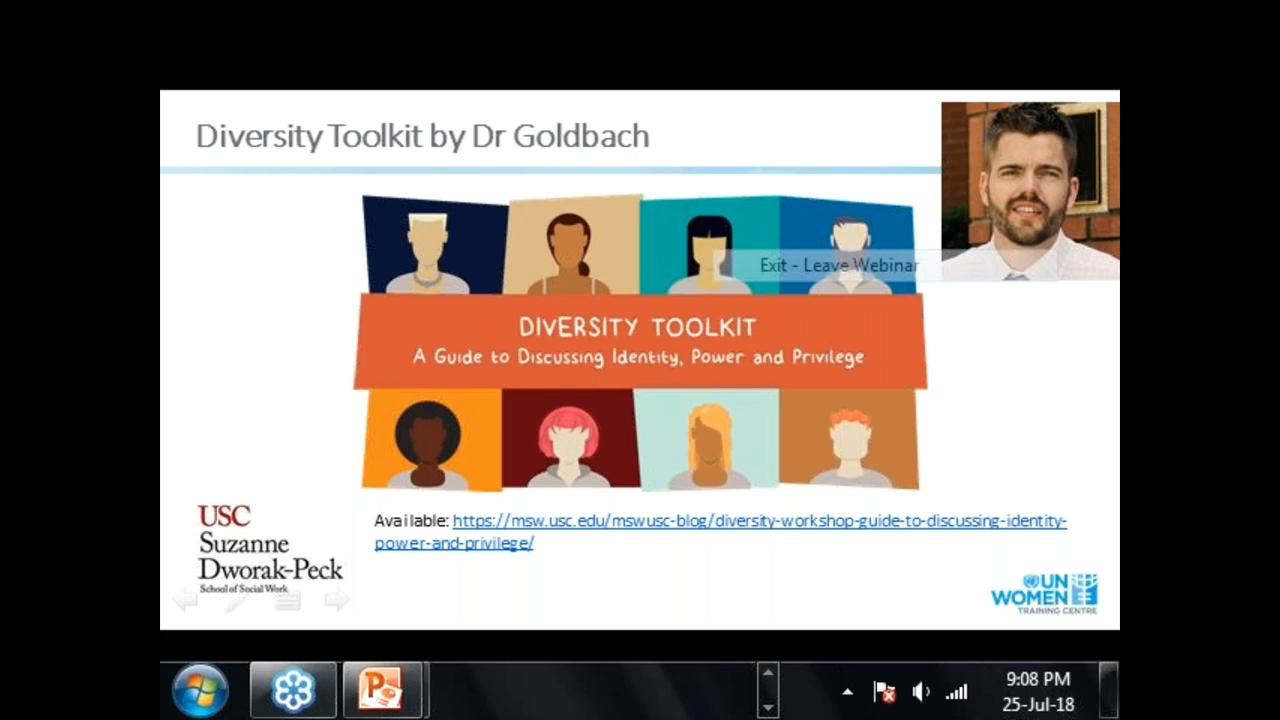 Diversity Toolkit by Dr Goldbach
Exit - Leave Webinar
DIVERSITY TOOLKIT
A Guide to Discussing Identity, Power and Privilege
Available: https://msw.usc.edu/mswusc-blog/diversity-workshop-guide-to-discussing-identity-
power-and-privilege/
USC
Suzanne
Dworak-Peck
School of Social Work
UN
WOMEN
TRAINING CENTRE
P
9:08 PM
25-Jul-18